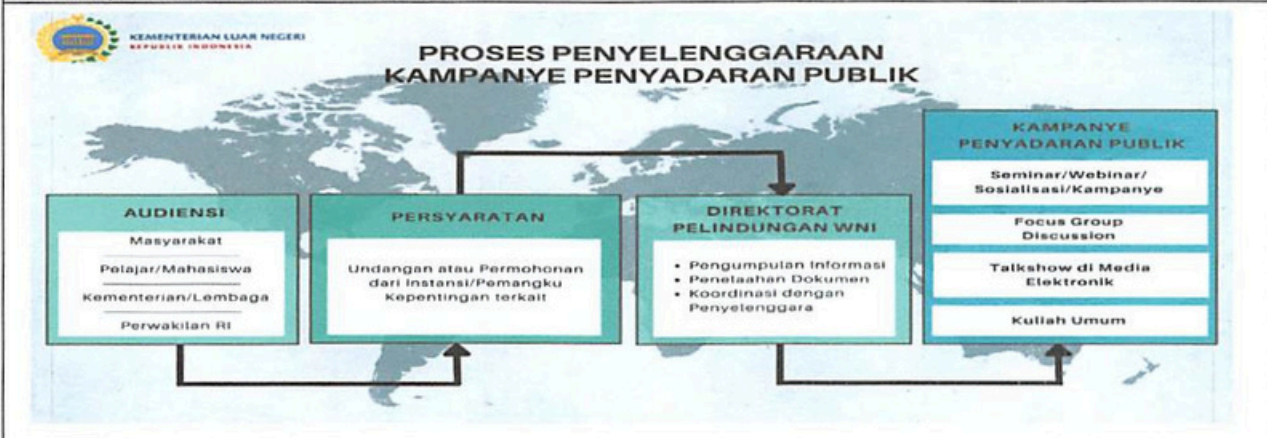 KEMENTERIAN LUAR NEGERI
REPUBLIK INDONESIA
PROSES PENYELENGGARAAN
KAMPANYE PENYADARAN PUBLIK
AUDIENSI
Masyarakat
Pelajar/Mahasiswa
Kementerian/Lembaga
Perwakilan RI
PERSYARATAN
Undangan atau Permohonan
dari Instansi/Pemangku
Kepentingan terkait
DIREKTORAT
PELINDUNGAN WNI
• Pengumpulan Informasi
• Penelaahan Dokumen
• Koordinasi dengan
Penyelenggara
KAMPANYE
PENYADARAN PUBLIK
Seminar/Webinar/
Sosialisasi/Kampanye
Focus Group
Discussion
Talkshow di Media
Elektronik
Kuliah Umum